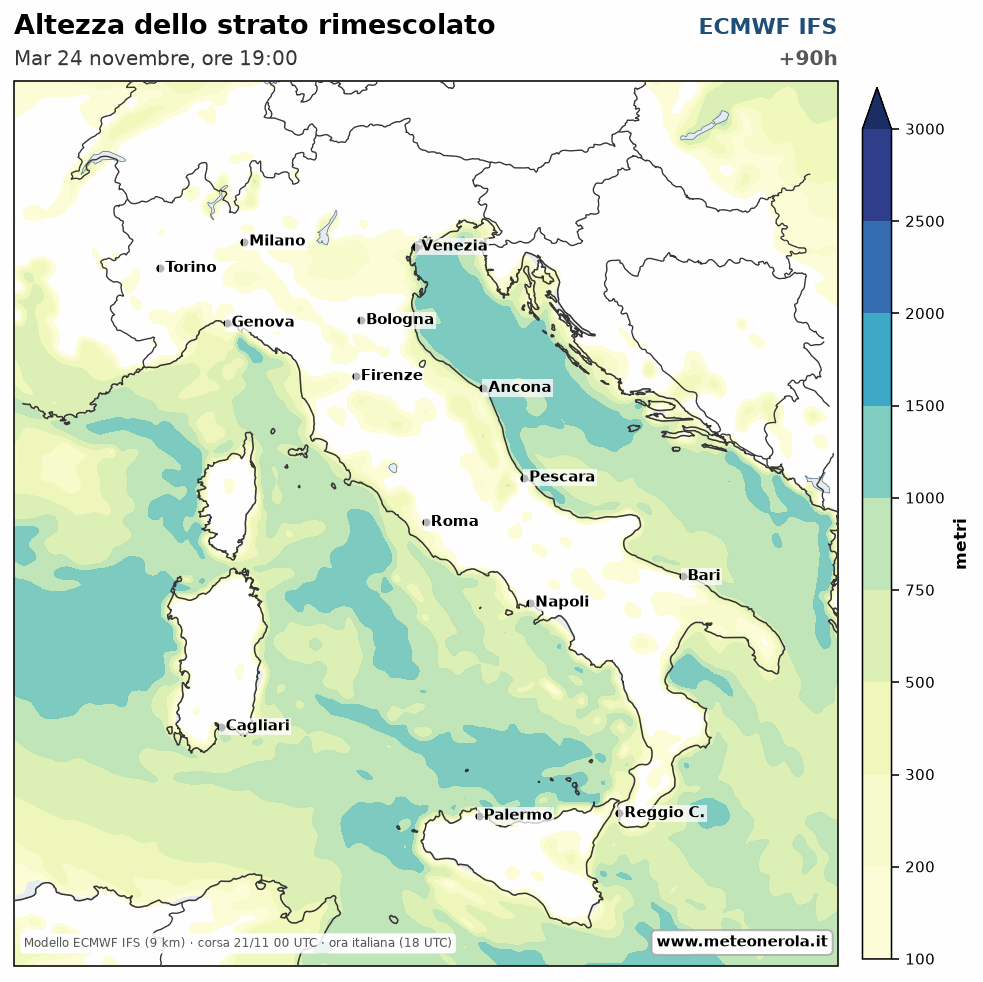 Altezza dello strato rimescolato
ECMWF IFS
Mar 24 novembre, ore 19:00
+90h
Milano
Venezia
Torino
Genova
Bologna
Firenze
Ancona
Pescara
Roma
Bari
Napoli
Cagliari
Palermo
Reggio C.
3000
2500
2000
1500
1000
750
500
300
200
100
metri
Modello ECMWF IFS (9 km) · corsa 21/11 00 UTC · ora italiana (18 UTC)
www.meteonerola.it